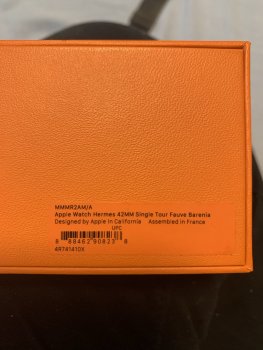 MMMR2AM/A
Apple Watch Hermes 42MM Single Tour Fauve Barenia
Designed by Apple in California Assembled in France
UPC
8 88462 90823 8
4R741410X